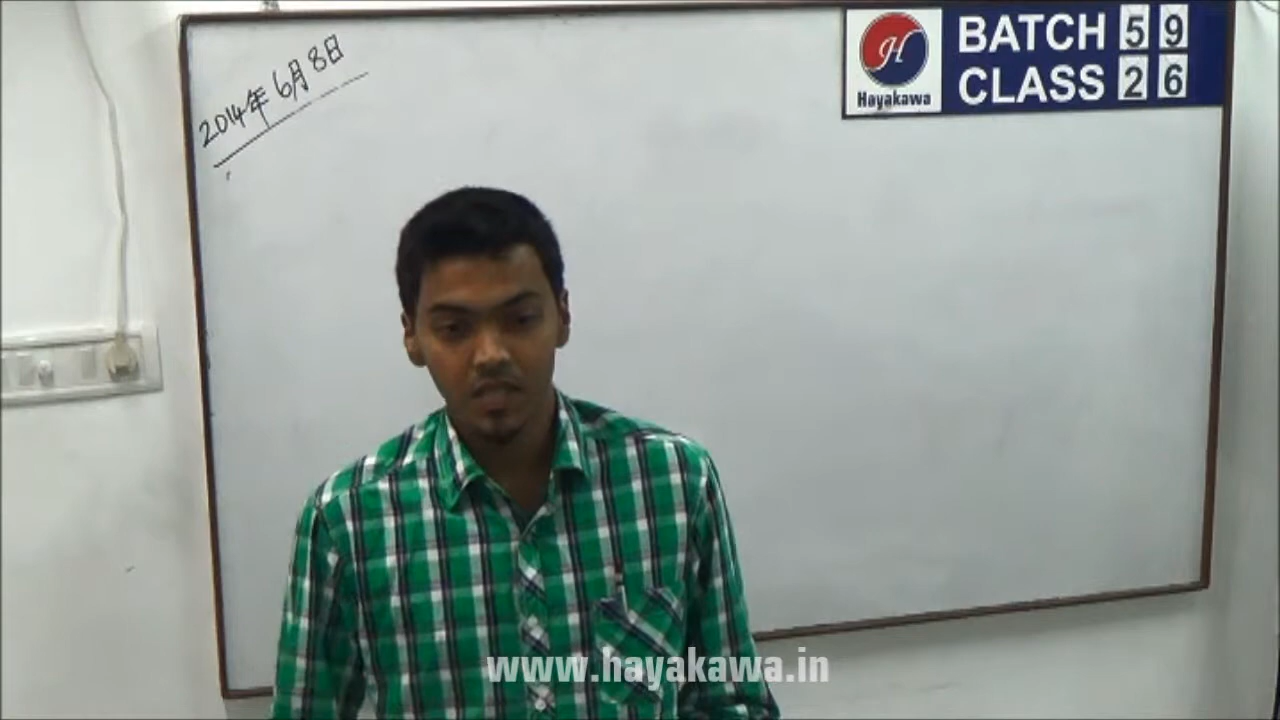 2014年 6月 8日
Hayakawa
BATCH 59
CLASS 26
www.hayakawa.in